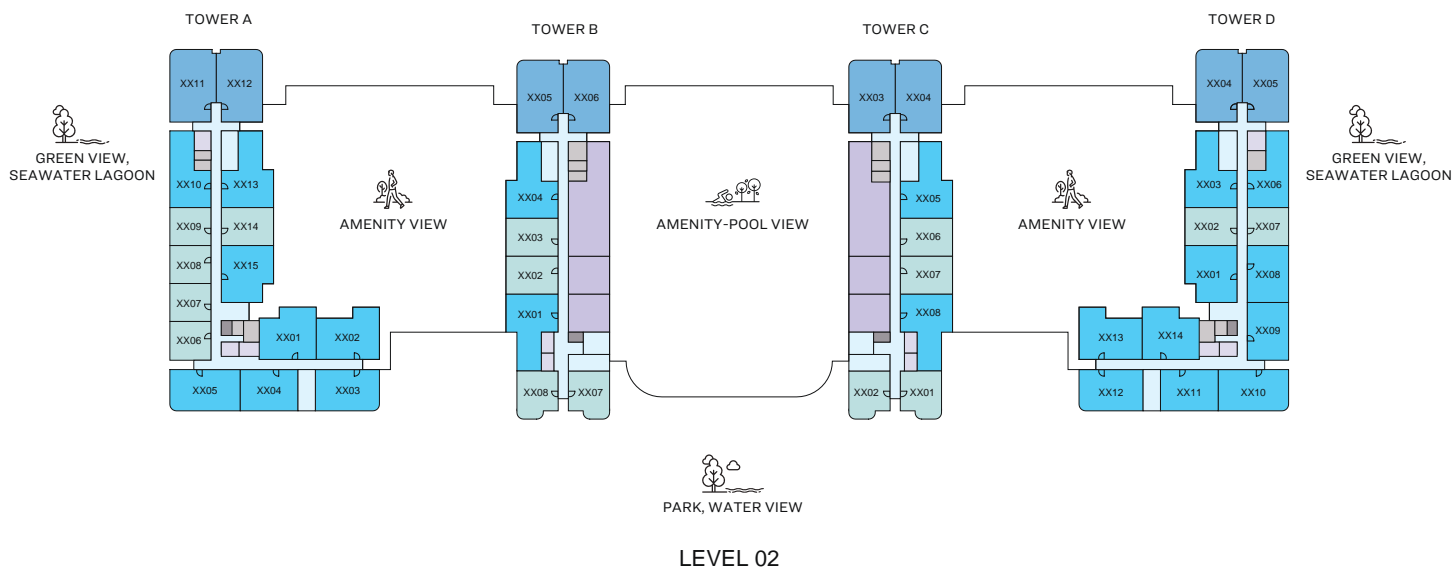 TOWER A
TOWER B
TOWER C
TOWER D
XX11
XX12
XX05
XX06
XX03
XX04
XX04
XX05
GREEN VIEW,
SEAWATER LAGOON
GREEN VIEW,
SEAWATER LAGOON
XX10
XX13
XX04
XX05
XX03
XX06
AMENITY VIEW
AMENITY-POOL VIEW
AMENITY VIEW
XX09
XX14
XX03
XX06
XX02
XX07
XX08
XX15
XX02
XX07
XX01
XX08
XX07
XX01
XX08
XX06
XX01
XX02
XX13
XX14
XX09
XX05
XX04
XX03
XX08
XX07
XX02
XX01
XX12
XX11
XX10
PARK, WATER VIEW
LEVEL 02